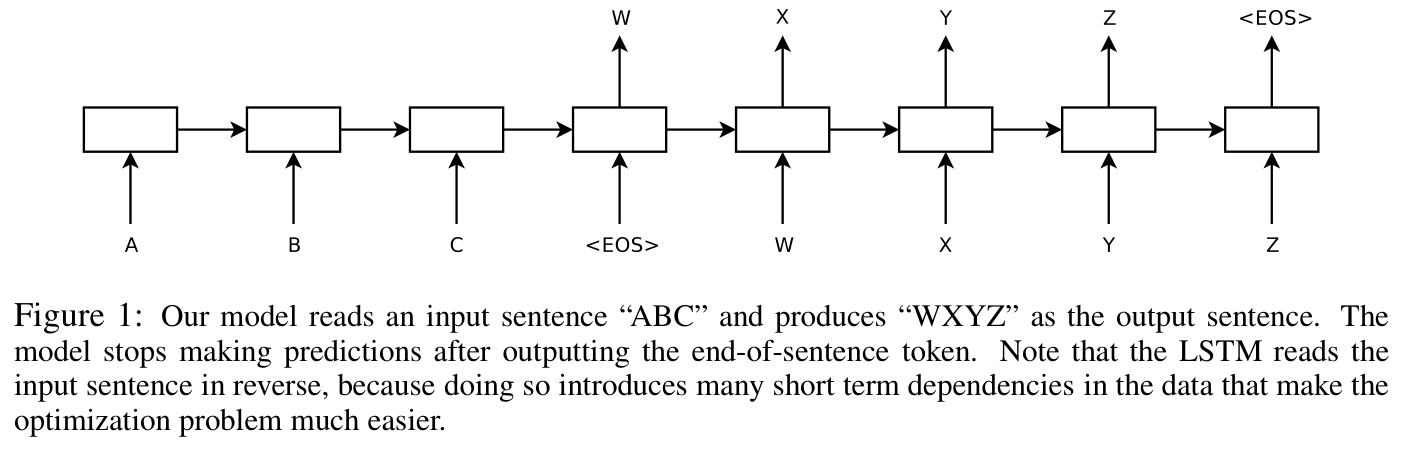 W X Y Z <EOS>
A B C <EOS> W X Y Z
Figure 1: Our model reads an input sentence “ABC” and produces “WXYZ” as the output sentence. The
model stops making predictions after outputting the end-of-sentence token. Note that the LSTM reads the
input sentence in reverse, because doing so introduces many short term dependencies in the data that make the
optimization problem much easier.